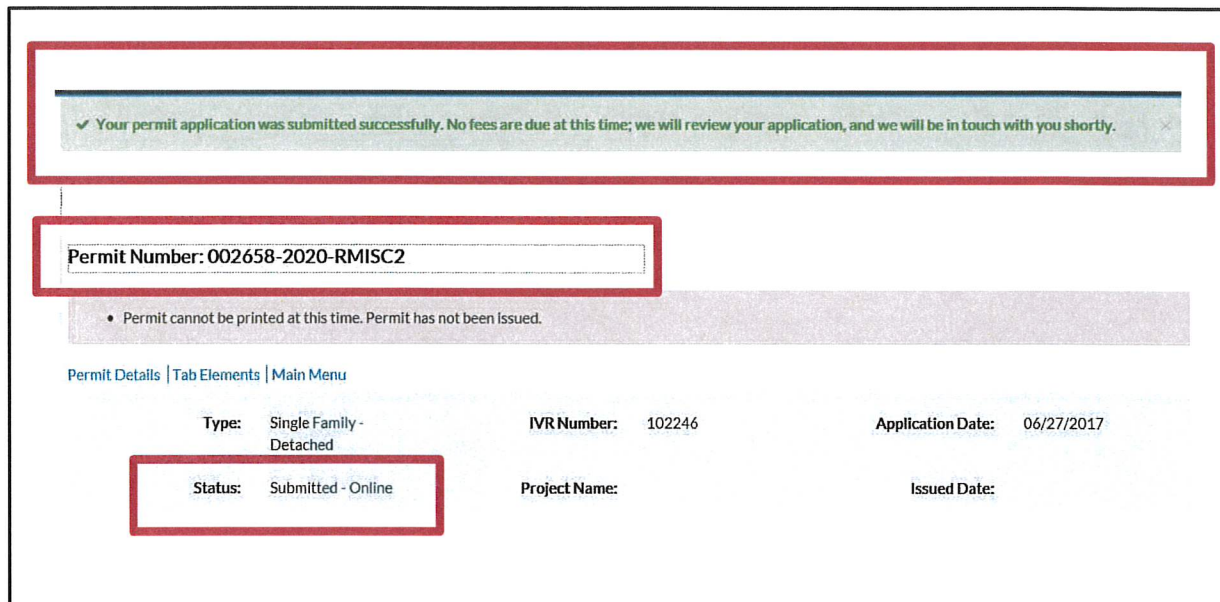 ✔ Your permit application was submitted successfully. No fees are due at this time; we will review your application, and we will be in touch with you shortly. ×
Permit Number: 002658-2020-RMISC2
• Permit cannot be printed at this time. Permit has not been issued.
Permit Details | Tab Elements | Main Menu
Type: Single Family - IVR Number: 102246 Application Date: 06/27/2017
Detached
Status: Submitted - Online Project Name: Issued Date: